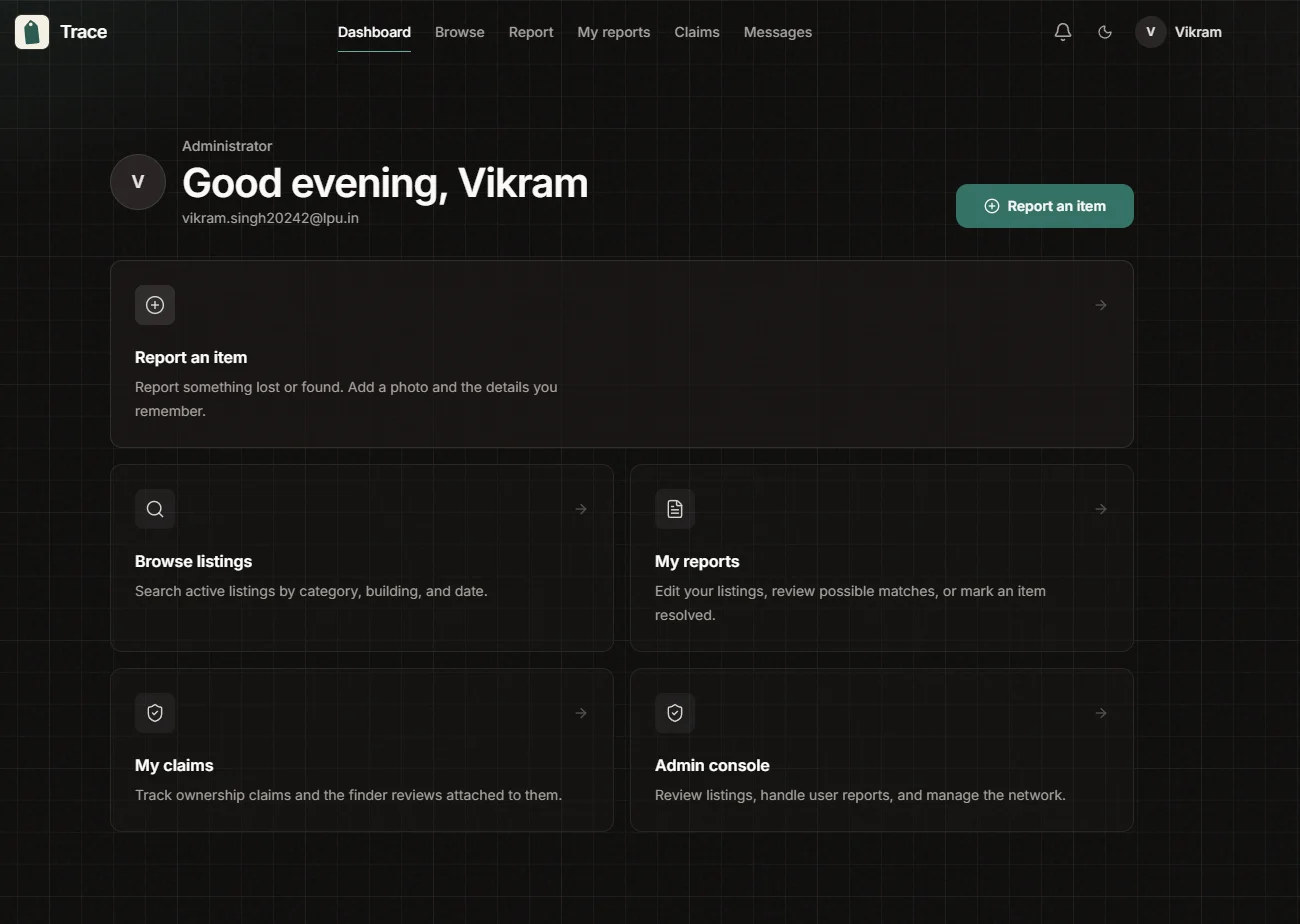 Trace
Dashboard
Browse
Report
My reports
Claims
Messages
V
Vikram
V
Administrator
Good evening, Vikram
vikram.singh20242@lpu.in
Report an item
Report an item
Report something lost or found. Add a photo and the details you
remember.
Browse listings
Search active listings by category, building, and date.
My reports
Edit your listings, review possible matches, or mark an item
resolved.
My claims
Track ownership claims and the finder reviews attached to them.
Admin console
Review listings, handle user reports, and manage the network.